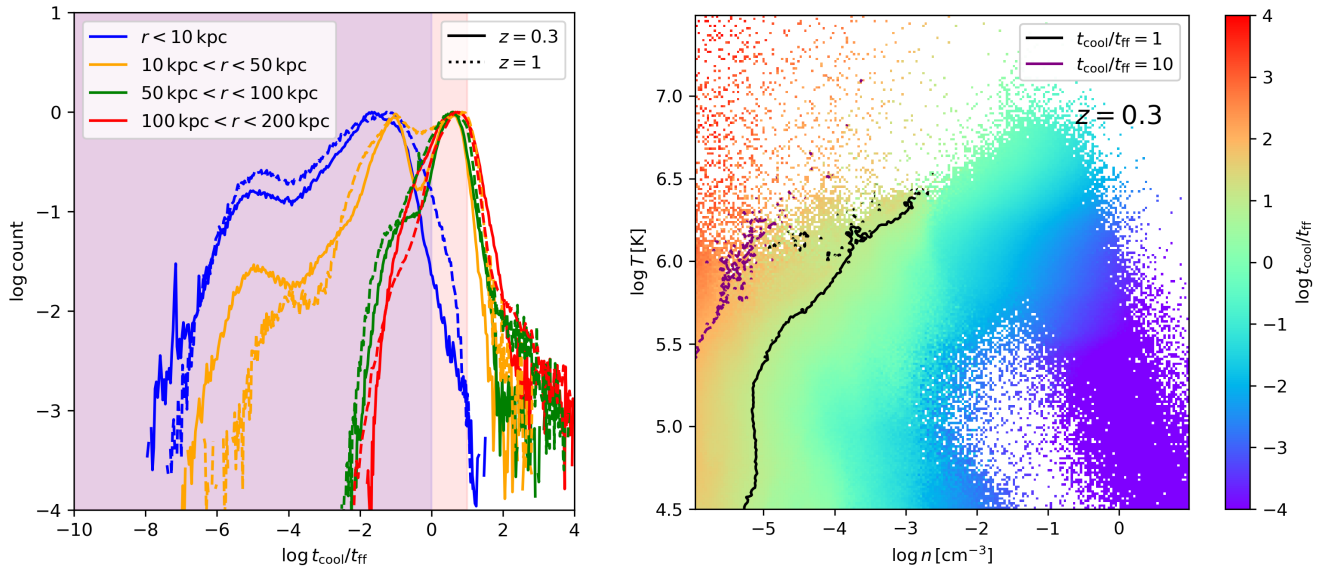 1
0
−1
−2
−3
−4
log count
−10
−8
−6
−4
−2
0
2
4
log t_cool/t_ff
r < 10 kpc
10 kpc < r < 50 kpc
50 kpc < r < 100 kpc
100 kpc < r < 200 kpc
z = 0.3
z = 1
7.0
6.5
6.0
5.5
5.0
4.5
log T [K]
−5
−4
−3
−2
−1
0
log n [cm⁻³]
t_cool/t_ff = 1
t_cool/t_ff = 10
z = 0.3
4
3
2
1
0
−1
−2
−3
−4
log t_cool/t_ff